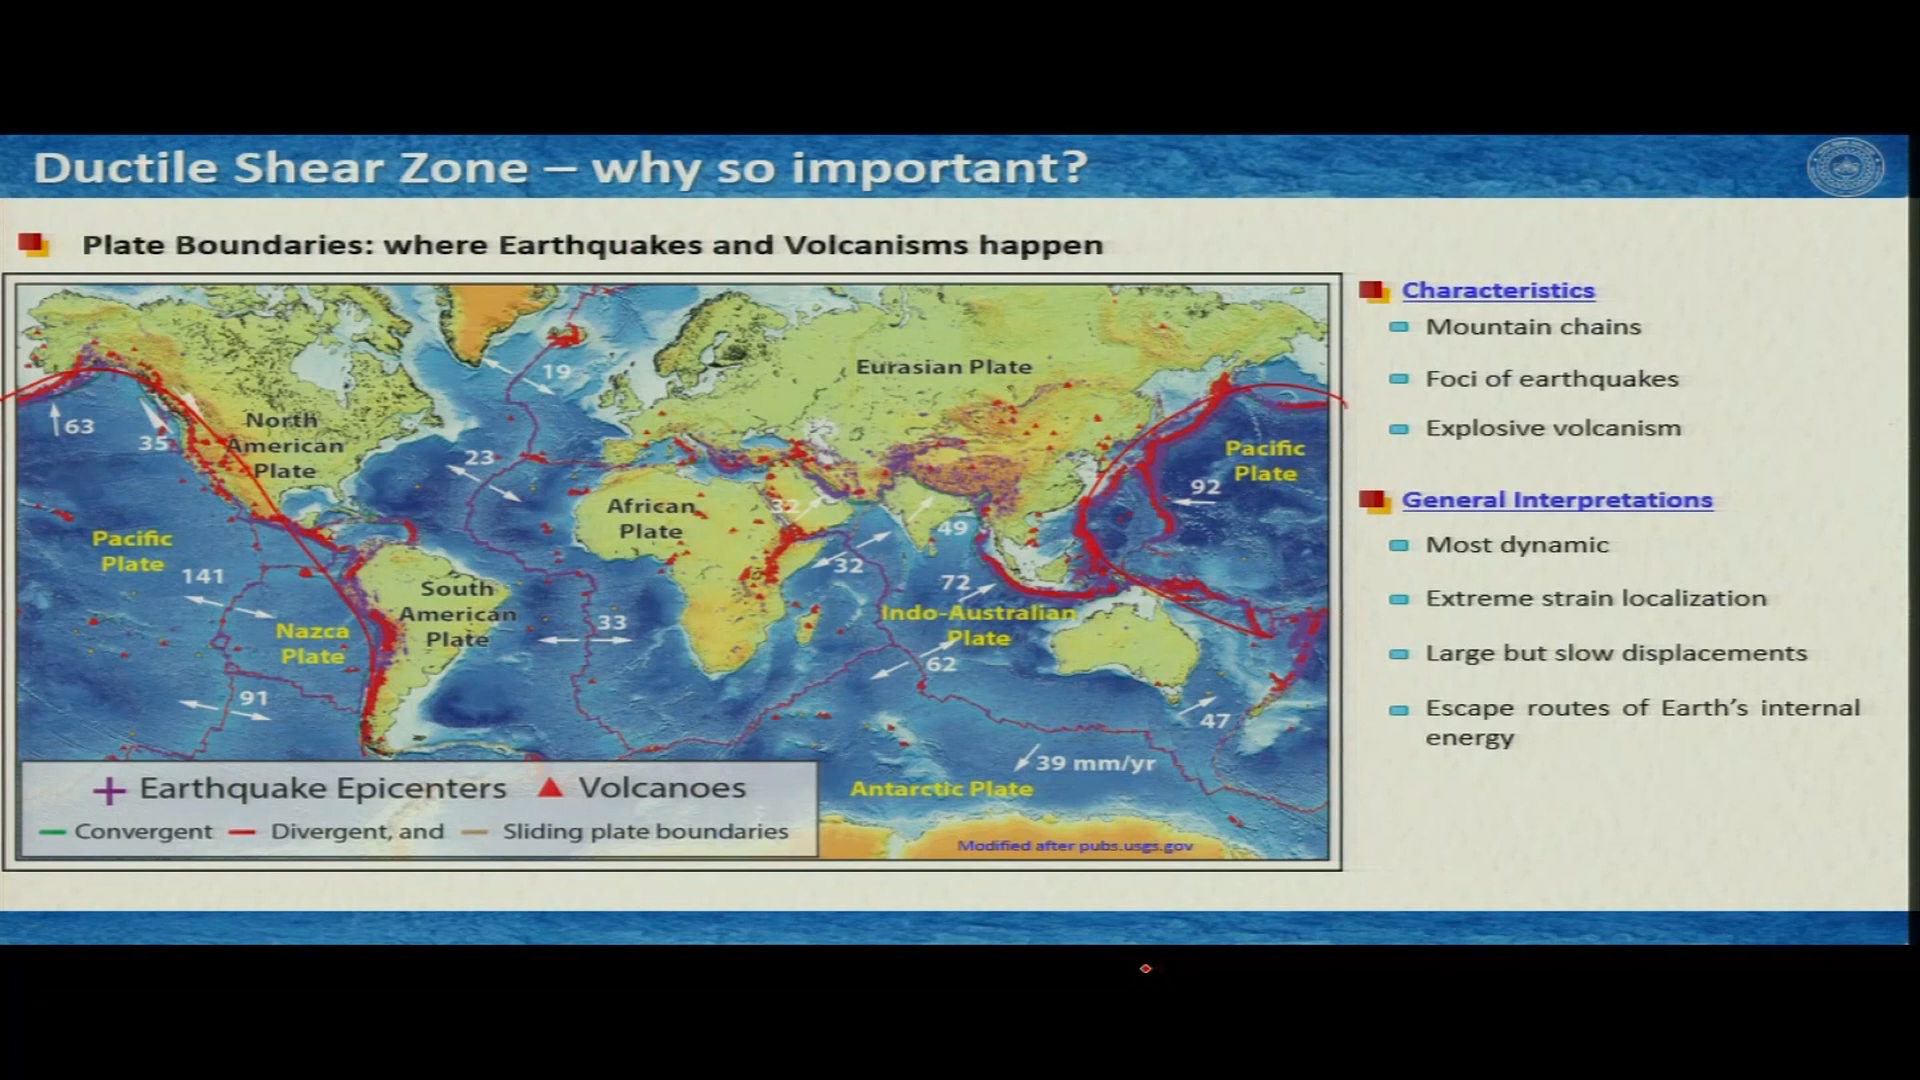 Ductile Shear Zone – why so important?
Plate Boundaries: where Earthquakes and Volcanisms happen
Eurasian Plate
19
North
American
Plate
63
35
23
Pacific
Plate
92
African
Plate
32
49
Pacific
Plate
141
32
72
South
American
Plate
Indo-Australian
Plate
33
Nazca
Plate
62
91
47
39 mm/yr
Antarctic Plate
Earthquake Epicenters
Volcanoes
Convergent
Divergent, and
Sliding plate boundaries
Modified after pubs.usgs.gov
Characteristics
Mountain chains
Foci of earthquakes
Explosive volcanism
General Interpretations
Most dynamic
Extreme strain localization
Large but slow displacements
Escape routes of Earth's internal
energy